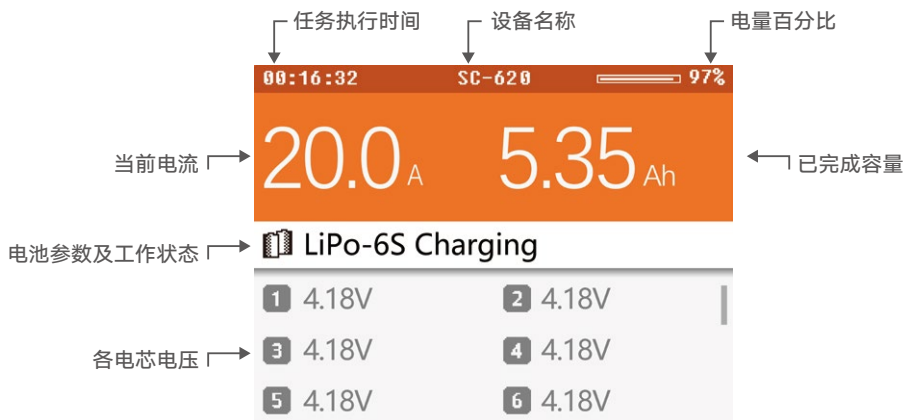 任务执行时间 设备名称 电量百分比
00:16:32 SC-620 97%
当前电流 20.0 A 5.35 Ah 已完成容量
电池参数及工作状态 LiPo-6S Charging
1 4.18V 2 4.18V
各电芯电压 3 4.18V 4 4.18V
5 4.18V 6 4.18V